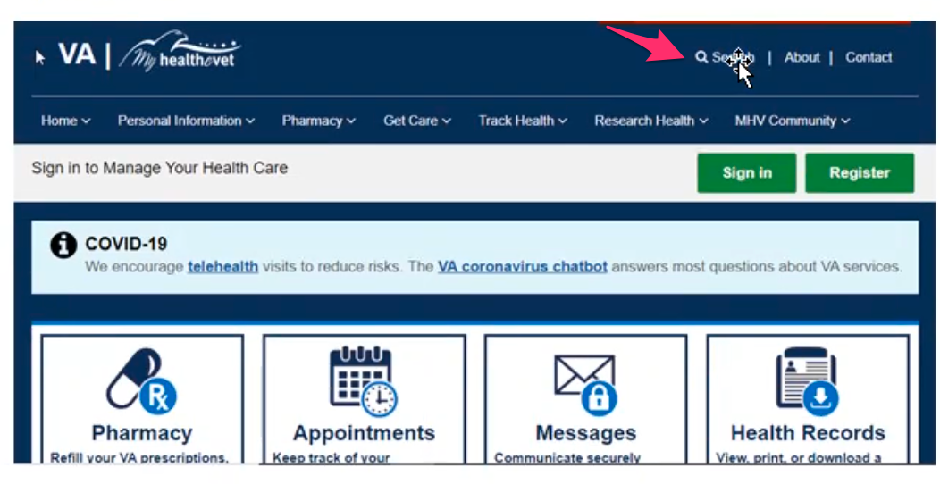 VA | My healthevet
Search | About | Contact
Home Personal Information Pharmacy Get Care Track Health Research Health MHV Community
Sign in to Manage Your Health Care Sign in Register
COVID-19
We encourage telehealth visits to reduce risks. The VA coronavirus chatbot answers most questions about VA services.
Rx
Pharmacy Appointments Messages Health Records
Refill your VA prescriptions, Keep track of your Communicate securely View, print, or download a